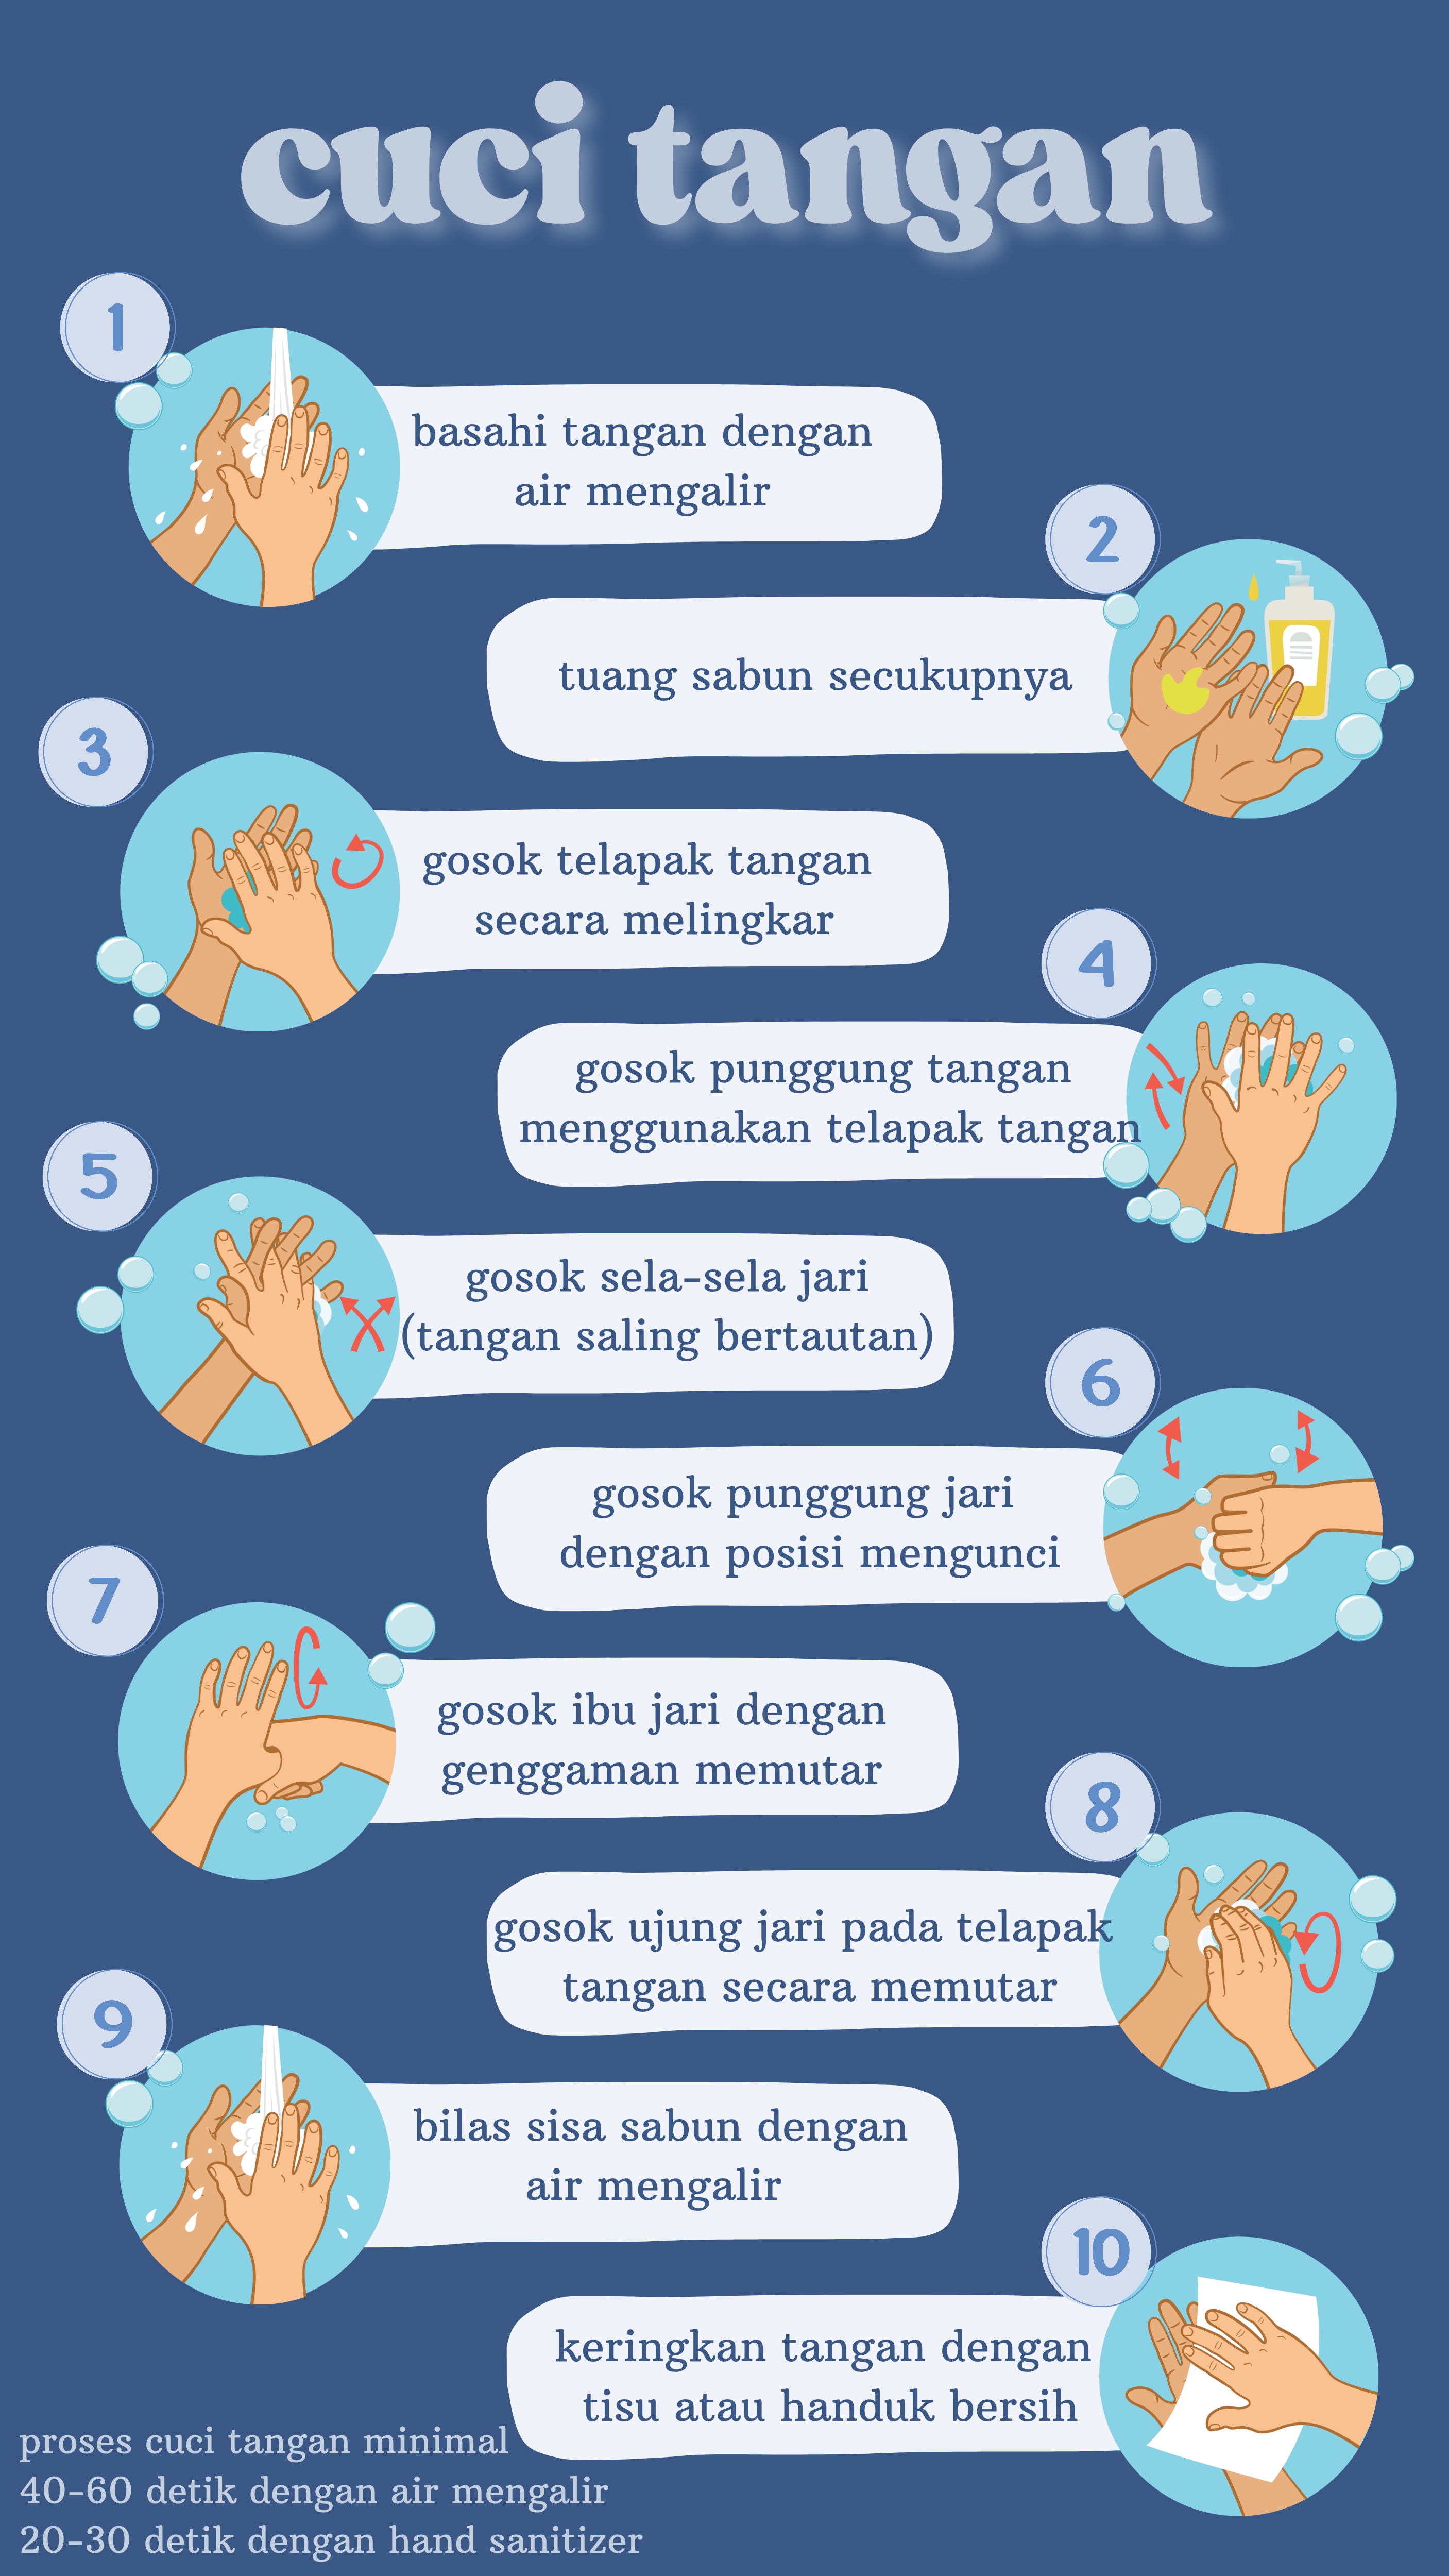 cuci tangan
1
basahi tangan dengan
air mengalir
2
tuang sabun secukupnya
3
gosok telapak tangan
secara melingkar
4
gosok punggung tangan
menggunakan telapak tangan
5
gosok sela-sela jari
(tangan saling bertautan)
6
gosok punggung jari
dengan posisi mengunci
7
gosok ibu jari dengan
genggaman memutar
8
gosok ujung jari pada telapak
tangan secara memutar
9
bilas sisa sabun dengan
air mengalir
10
keringkan tangan dengan
tisu atau handuk bersih
proses cuci tangan minimal
40-60 detik dengan air mengalir
20-30 detik dengan hand sanitizer